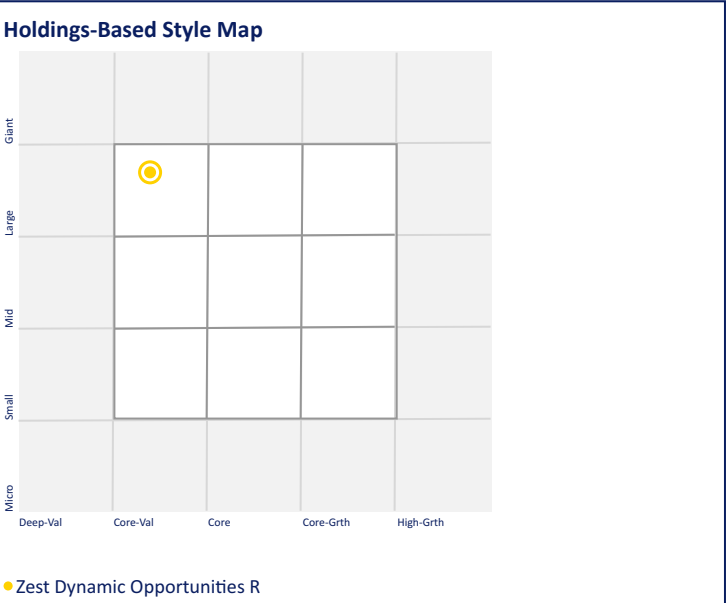 Holdings-Based Style Map
Giant
Large
Mid
Small
Micro
Deep-Val Core-Val Core Core-Grth High-Grth
Zest Dynamic Opportunities R